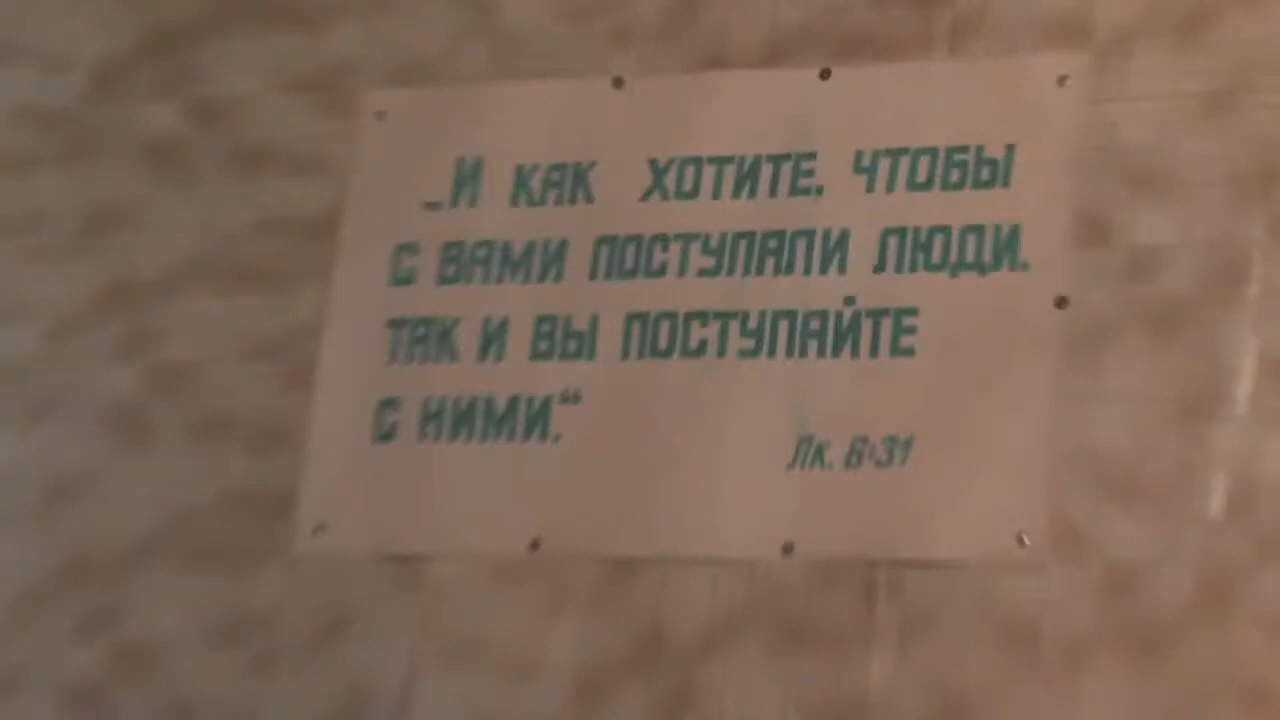 „И КАК ХОТИТЕ, ЧТОБЫ
С ВАМИ ПОСТУПАЛИ ЛЮДИ,
ТАК И ВЫ ПОСТУПАЙТЕ
С НИМИ.“
Лк. 6:31